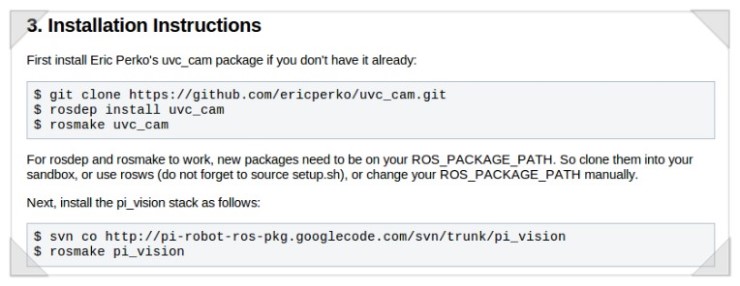 3. Installation Instructions
First install Eric Perko's uvc_cam package if you don't have it already:
$ git clone https://github.com/ericperko/uvc_cam.git
$ rosdep install uvc_cam
$ rosmake uvc_cam
For rosdep and rosmake to work, new packages need to be on your ROS_PACKAGE_PATH. So clone them into your
sandbox, or use rosws (do not forget to source setup.sh), or change your ROS_PACKAGE_PATH manually.
Next, install the pi_vision stack as follows:
$ svn co http://pi-robot-ros-pkg.googlecode.com/svn/trunk/pi_vision
$ rosmake pi_vision